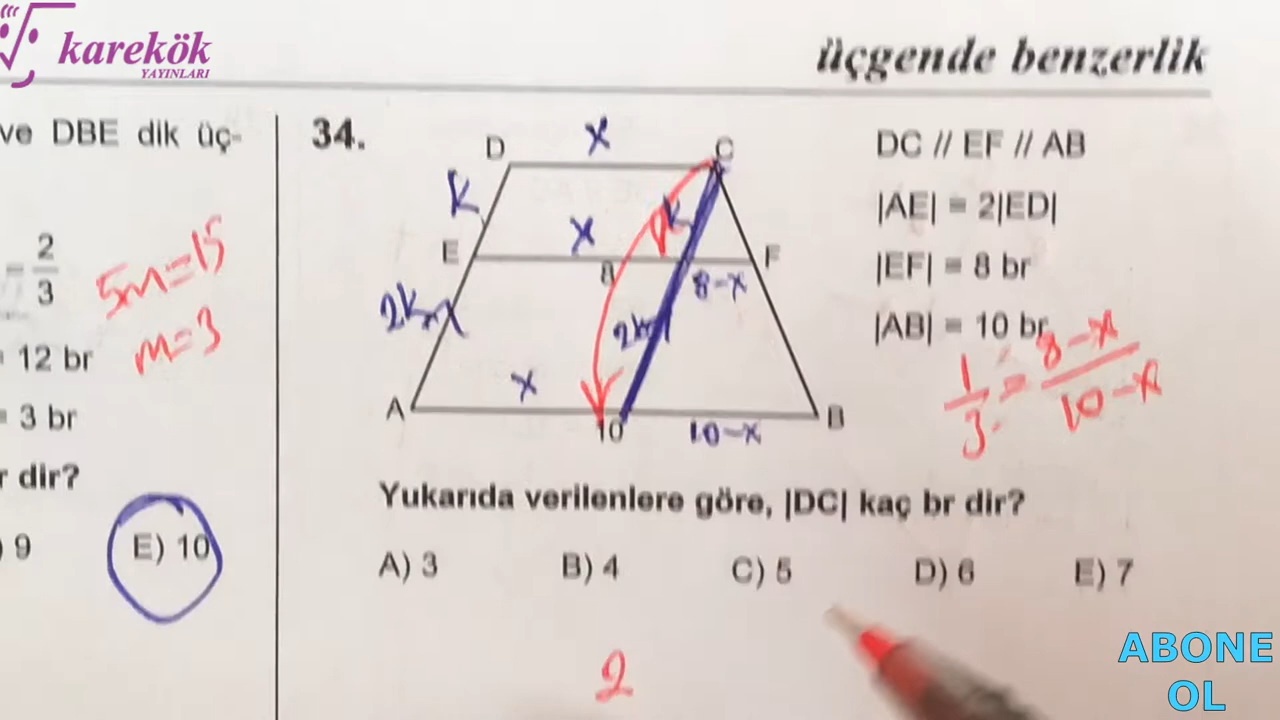 karekök
YAYINLARI
üçgende benzerlik
ve DBE dik üç-
= 2/3
5m=15
m=3
12 br
= 3 br
r dir?
) 9
E) 10
34.
D
x
C
k
x
k
E
8
F
8-x
2k
2k
x
A
10
10-x
B
DC // EF // AB
|AE| = 2|ED|
|EF| = 8 br
|AB| = 10 br
1/3 = 8-x/10-x
Yukarıda verilenlere göre, |DC| kaç br dir?
A) 3 B) 4 C) 5 D) 6 E) 7
2
ABONE
OL